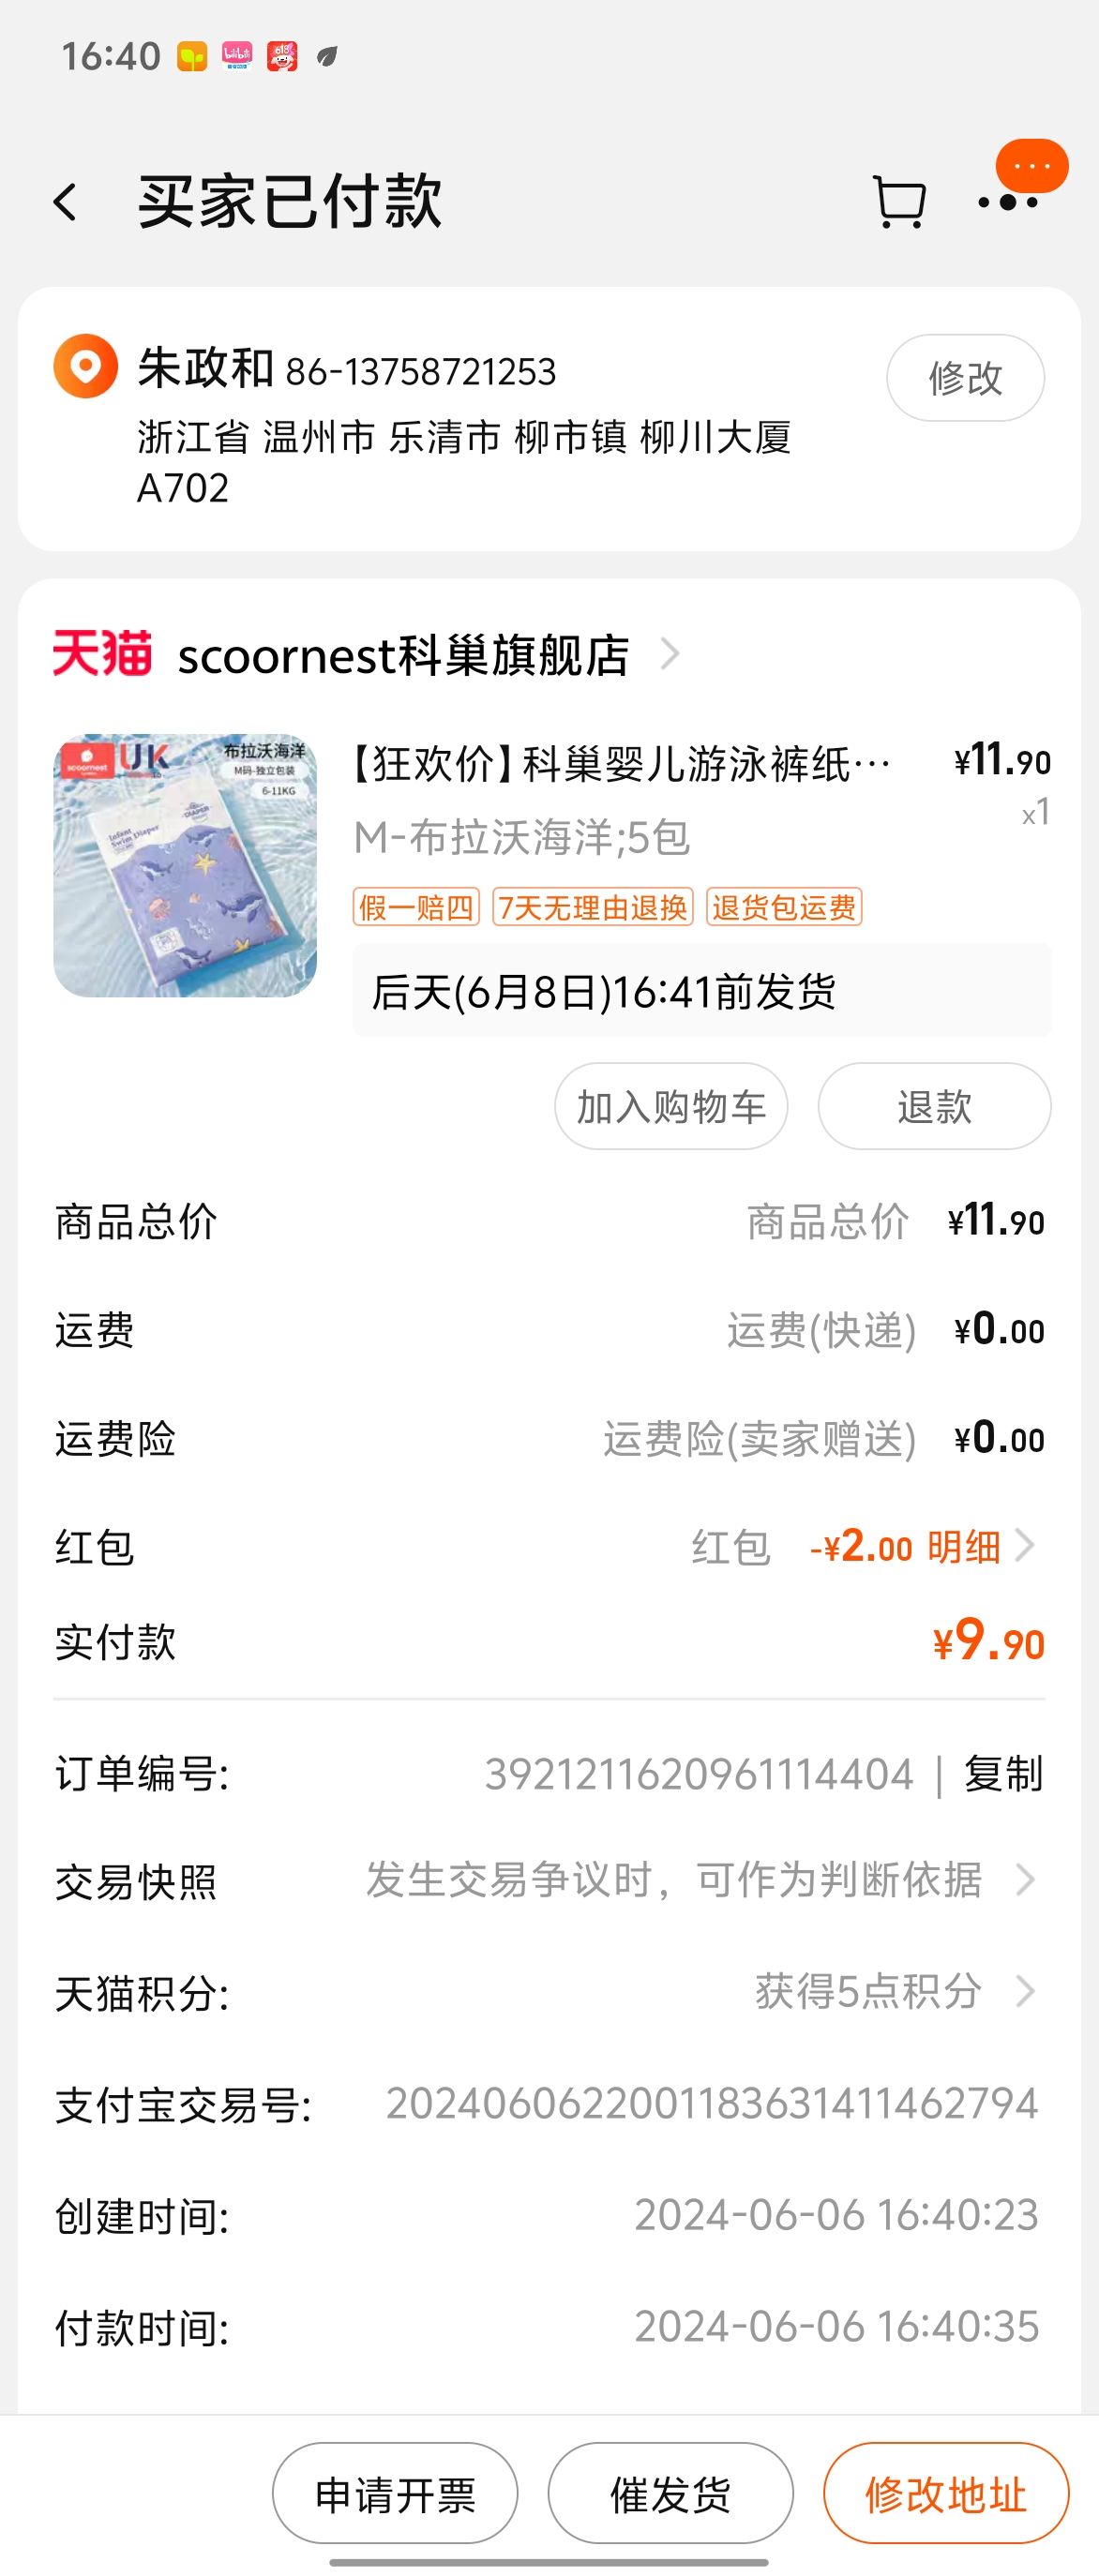 16:40
买家已付款
朱政和 86-13758721253
修改
浙江省 温州市 乐清市 柳市镇 柳川大厦
A702
天猫 scoornest科巢旗舰店
scoornest
UK
布拉沃海洋
M码-独立包装
6-11KG
Infant
Swim Diaper
DIAPER
【狂欢价】科巢婴儿游泳裤纸…
¥11.90
M-布拉沃海洋;5包
x1
假一赔四 7天无理由退换 退货包运费
后天(6月8日)16:41前发货
加入购物车 退款
商品总价 商品总价 ¥11.90
运费 运费(快递) ¥0.00
运费险 运费险(卖家赠送) ¥0.00
红包 红包 -¥2.00 明细
实付款 ¥9.90
订单编号: 3921211620961114404 | 复制
交易快照 发生交易争议时，可作为判断依据
天猫积分: 获得5点积分
支付宝交易号: 2024060622001183631411462794
创建时间: 2024-06-06 16:40:23
付款时间: 2024-06-06 16:40:35
申请开票 催发货 修改地址